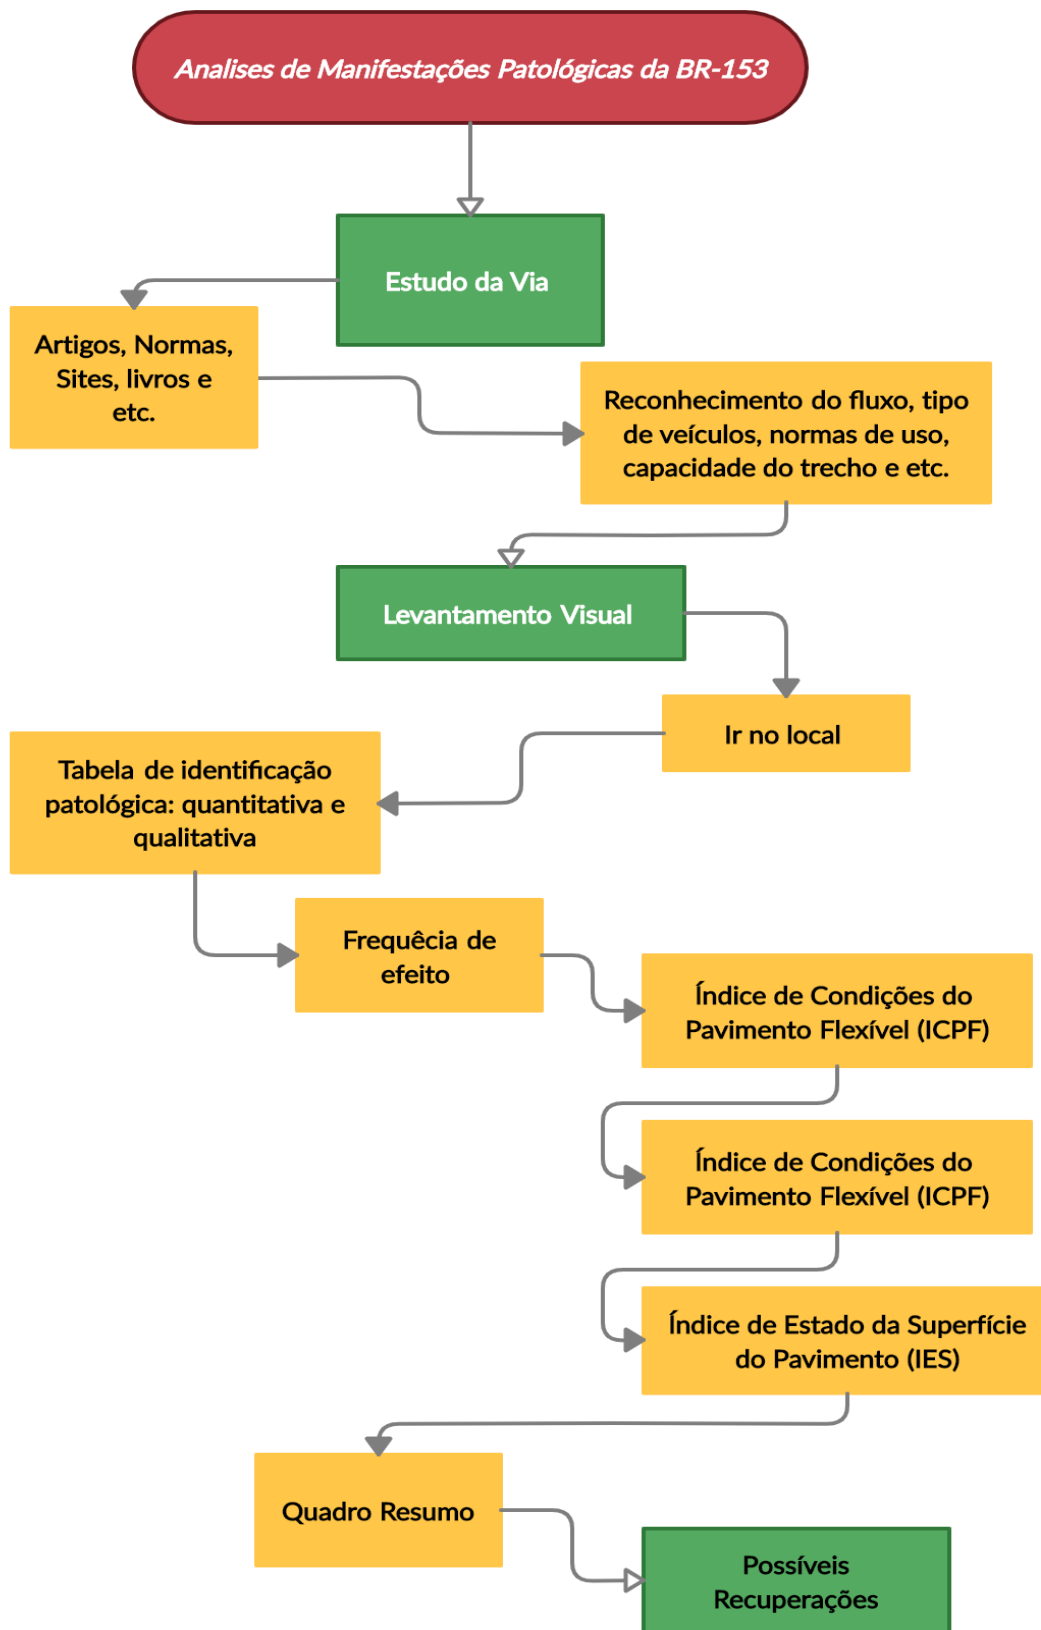 Analises de Manifestações Patológicas da BR-153
Estudo da Via
Artigos, Normas,
Sites, livros e
etc.
Reconhecimento do fluxo, tipo
de veículos, normas de uso,
capacidade do trecho e etc.
Levantamento Visual
Ir no local
Tabela de identificação
patológica: quantitativa e
qualitativa
Frequêcia de
efeito
Índice de Condições do
Pavimento Flexível (ICPF)
Índice de Condições do
Pavimento Flexível (ICPF)
Índice de Estado da Superfície
do Pavimento (IES)
Quadro Resumo
Possíveis
Recuperações